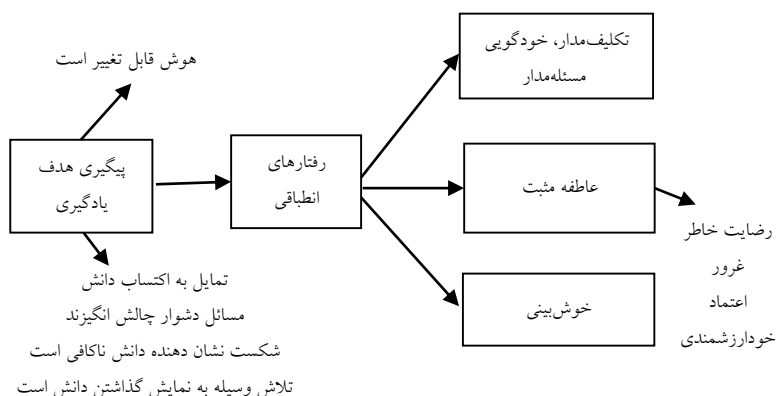 هوش قابل تغییر است
پیگیری هدف
یادگیری
تمایل به اکتساب دانش
مسائل دشوار چالش انگیزند
شکست نشان دهنده دانش ناکافی است
تلاش وسیله به نمایش گذاشتن دانش است
رفتارهای
انطباقی
تکلیف‌مدار، خودگویی
مسئله‌مدار
عاطفه مثبت
خوش‌بینی
رضایت خاطر
غرور
اعتماد
خودارزشمندی